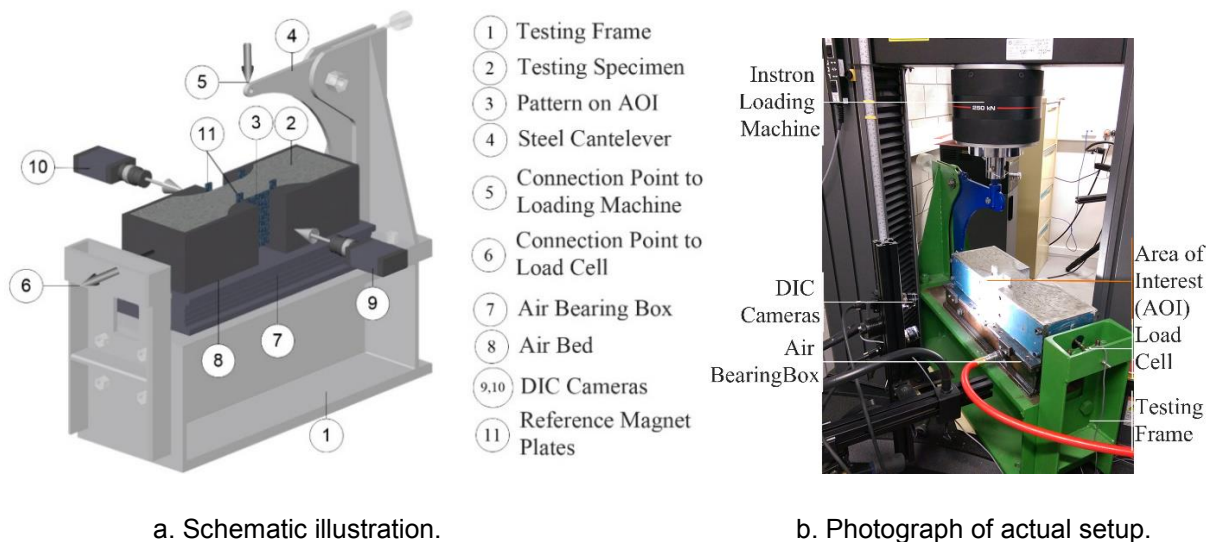 4
5
11
3
2
10
6
9
7
8
1
1 Testing Frame
2 Testing Specimen
3 Pattern on AOI
4 Steel Cantelever
5 Connection Point to
Loading Machine
6 Connection Point to
Load Cell
7 Air Bearing Box
8 Air Bed
9,10 DIC Cameras
11 Reference Magnet
Plates
Instron
Loading
Machine
250 kN
DIC
Cameras
Air
BearingBox
Area of
Interest
(AOI)
Load
Cell
Testing
Frame
a. Schematic illustration.
b. Photograph of actual setup.